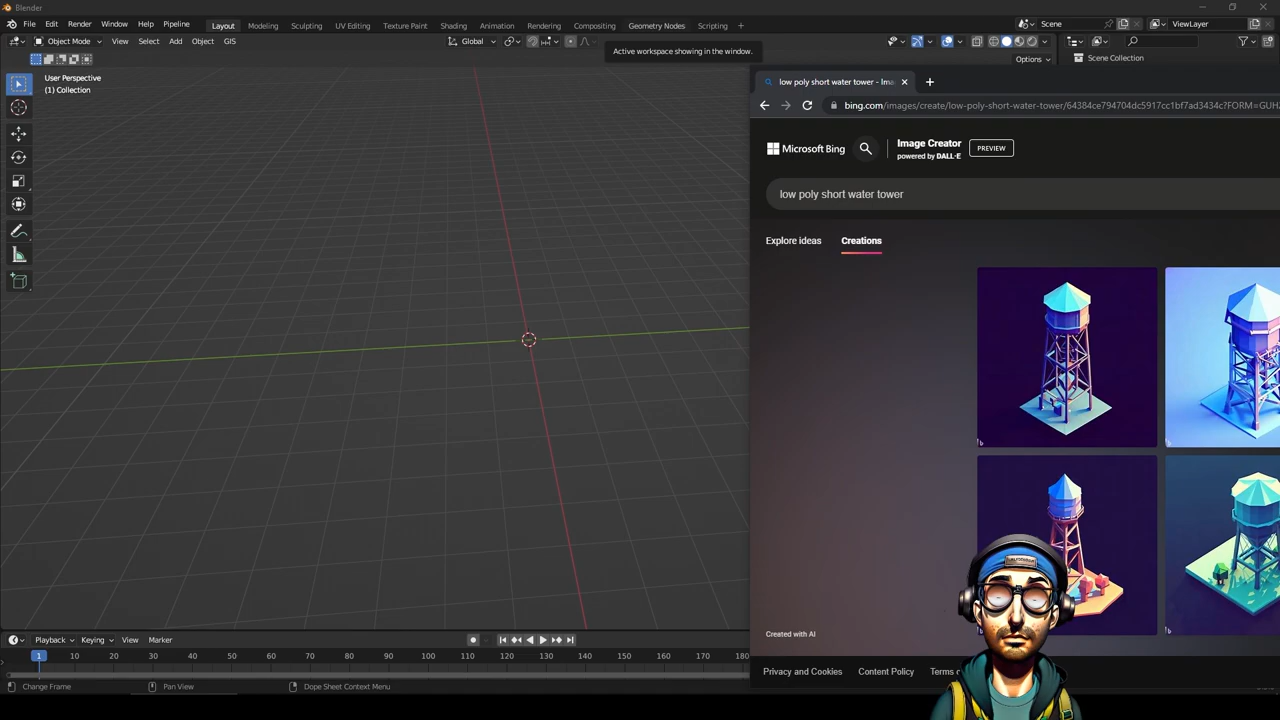 Blender
File Edit Render Window Help Pipeline Layout Modeling Sculpting UV Editing Texture Paint Shading Animation Rendering Compositing Geometry Nodes Scripting + Scene ViewLayer
Object Mode View Select Add Object GIS Global
Active workspace showing in the window.
Options
Scene Collection
User Perspective
(1) Collection
low poly short water tower - Ima
bing.com/images/create/low-poly-short-water-tower/64384ce794704dc5917cc1bf7ad3434c?FORM=GUH
Microsoft Bing
Image Creator
powered by DALL·E
PREVIEW
low poly short water tower
Explore ideas Creations
Created with AI
Privacy and Cookies Content Policy Terms
Playback Keying View Marker
1 10 20 30 40 50 60 70 80 90 100 110 120 130 140 150 160 170 180
Change Frame Pan View Dope Sheet Context Menu